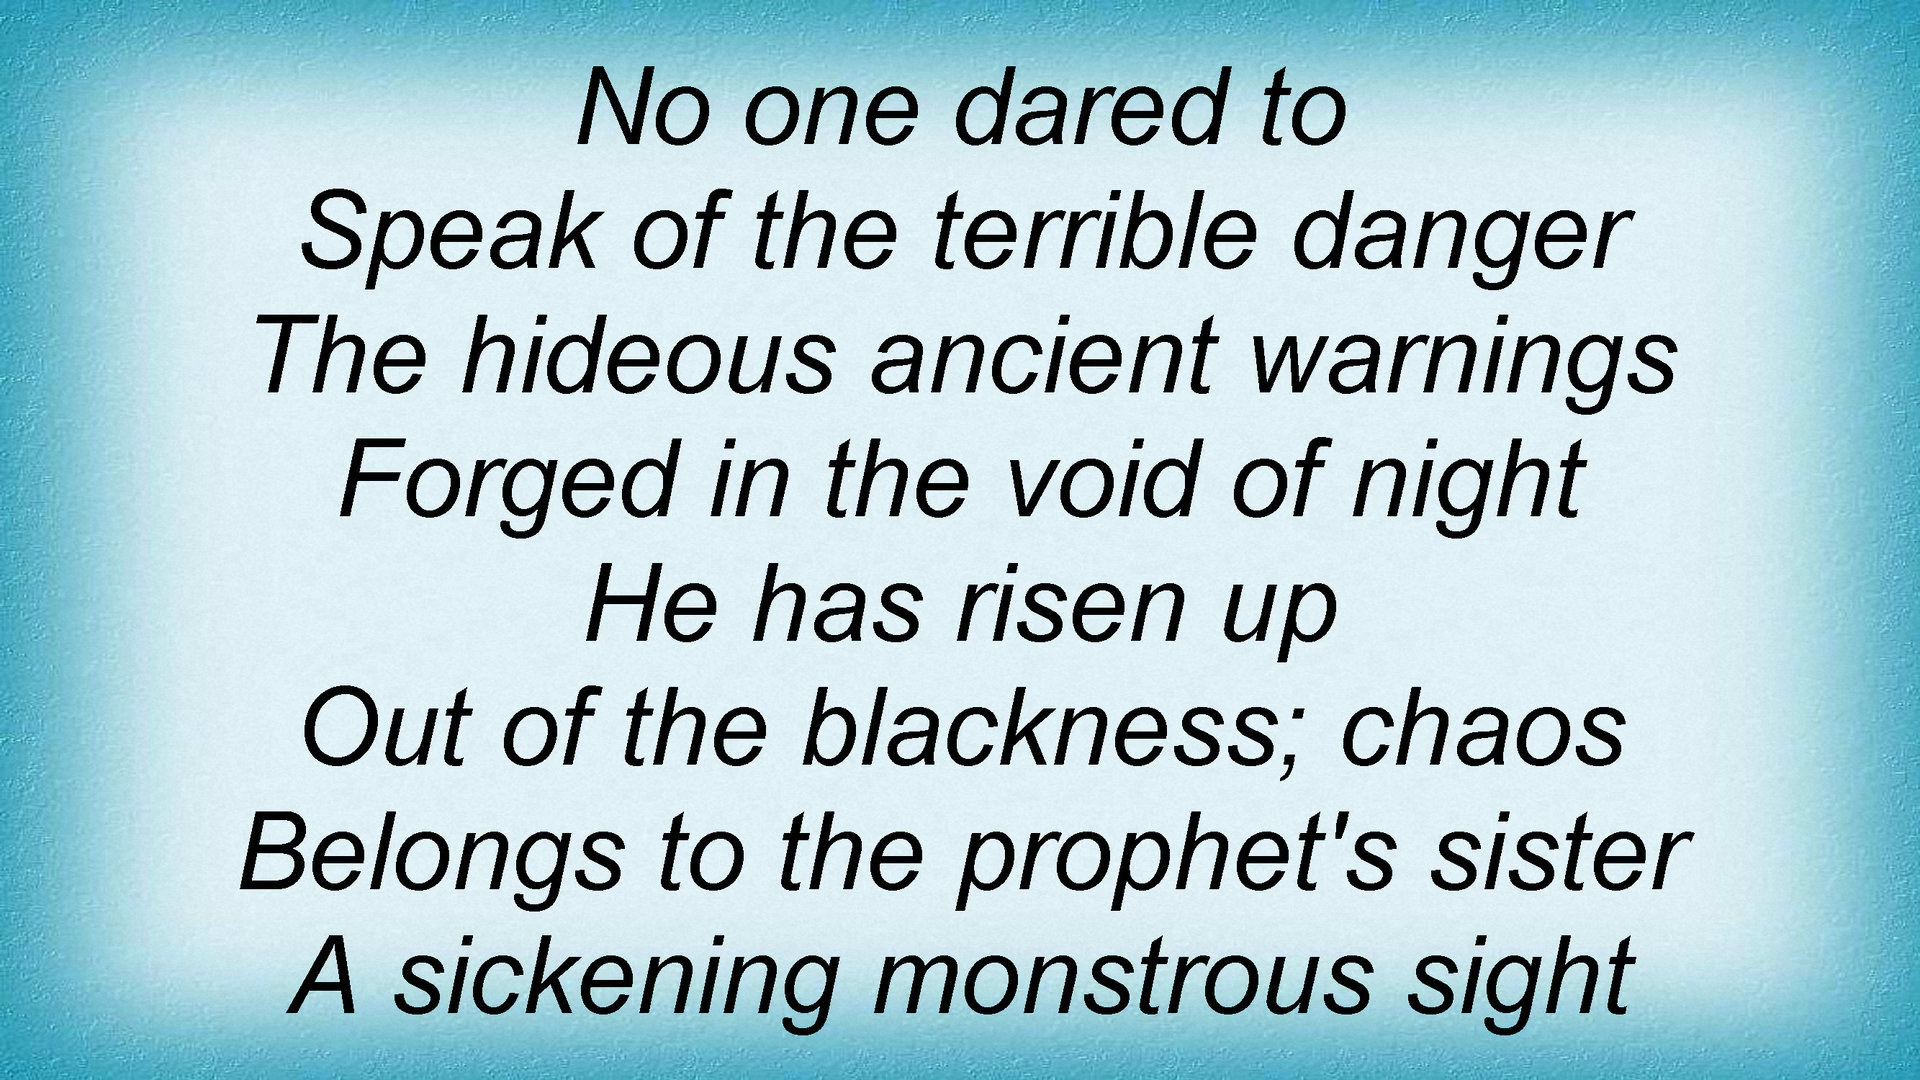 No one dared to
Speak of the terrible danger
The hideous ancient warnings
Forged in the void of night
He has risen up
Out of the blackness; chaos
Belongs to the prophet's sister
A sickening monstrous sight